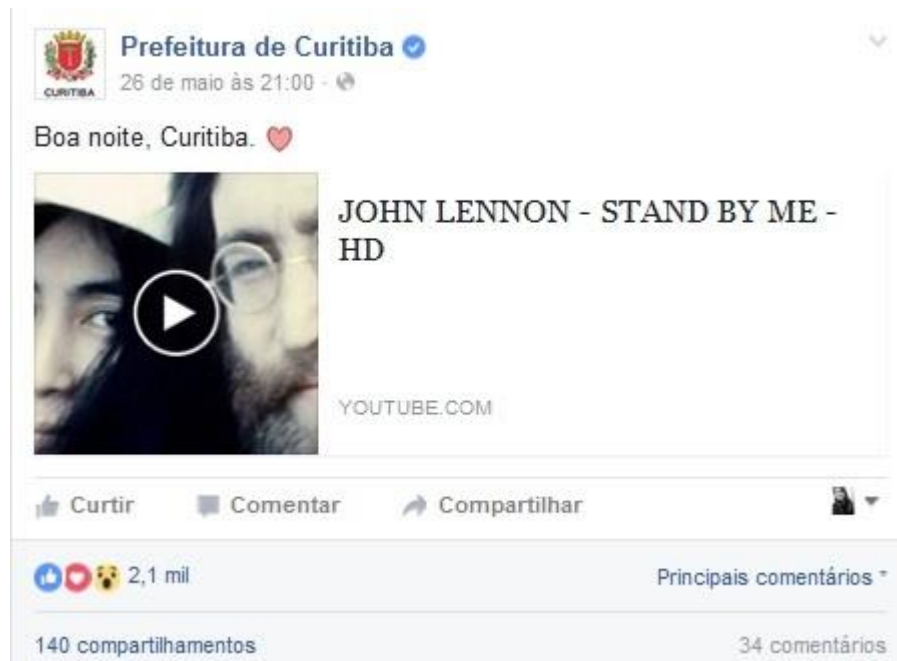 Prefeitura de Curitiba
CURITIBA
26 de maio às 21:00 ·
Boa noite, Curitiba.
JOHN LENNON - STAND BY ME -
HD
YOUTUBE.COM
Curtir Comentar Compartilhar
2,1 mil Principais comentários
140 compartilhamentos 34 comentários